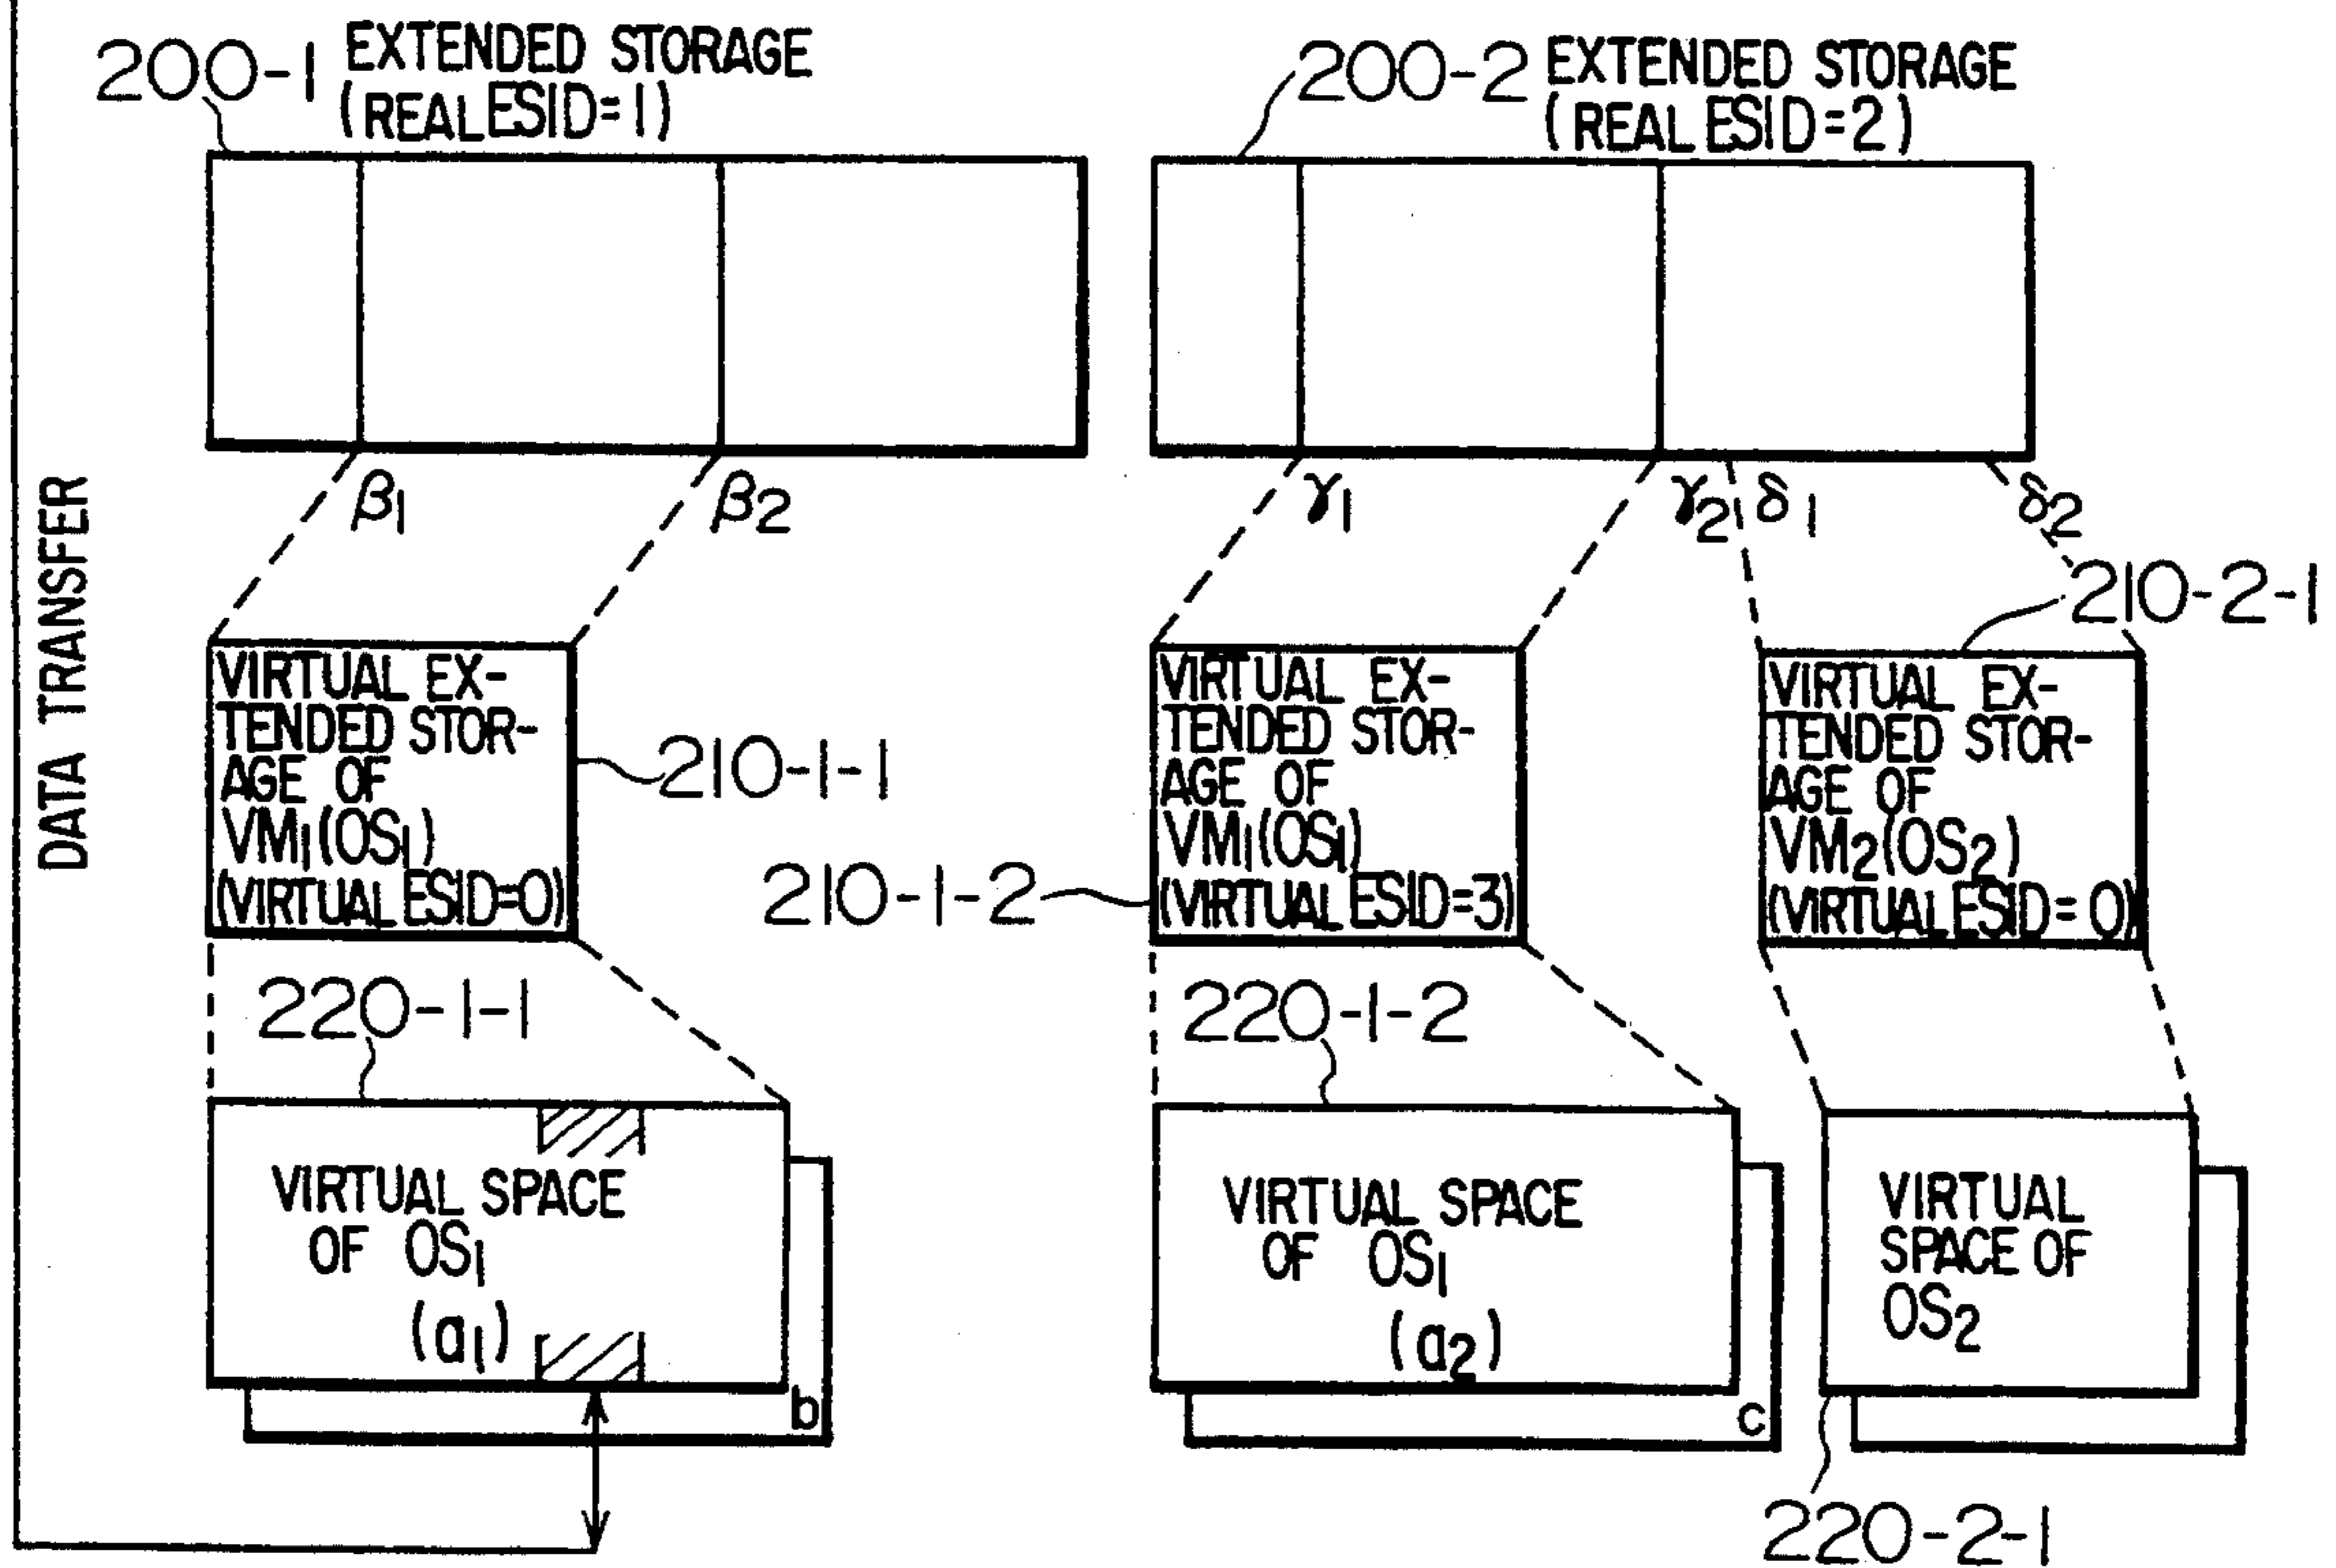 200-1 EXTENDED STORAGE
(REAL ESID=1)
200-2 EXTENDED STORAGE
(REAL ESID=2)
DATA TRANSFER
β1
β2
γ1
γ2
δ1
δ2
210-2-1
VIRTUAL EX-
TENDED STOR-
AGE OF
VM1(OS1)
(VIRTUAL ESID=0)
210-1-1
VIRTUAL EX-
TENDED STOR-
AGE OF
VM1(OS1)
(VIRTUAL ESID=3)
210-1-2
VIRTUAL EX-
TENDED STOR-
AGE OF
VM2(OS2)
(VIRTUAL ESID=0)
220-1-1
220-1-2
VIRTUAL SPACE
OF OS1
(a1)
b
VIRTUAL SPACE
OF OS1
(a2)
c
VIRTUAL
SPACE OF
OS2
220-2-1